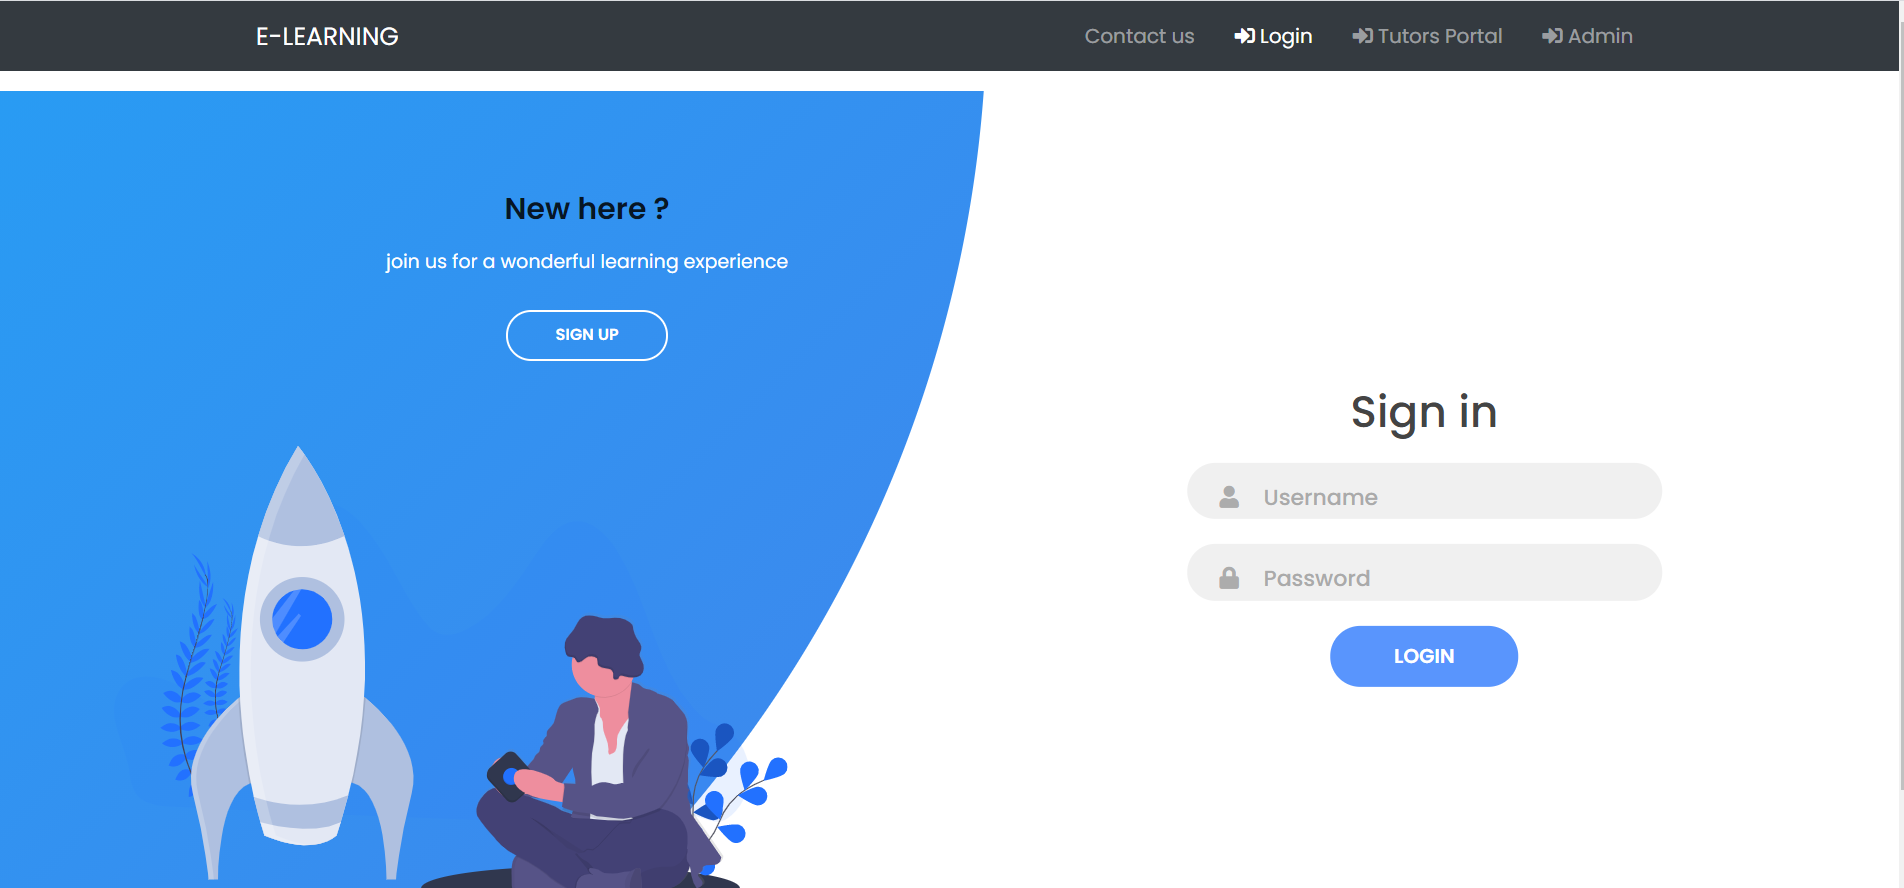 E-LEARNING
Contact us
Login
Tutors Portal
Admin
New here ?
join us for a wonderful learning experience
SIGN UP
Sign in
Username
Password
LOGIN